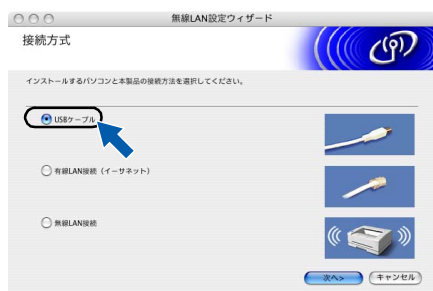 無線LAN設定ウィザード
接続方式
インストールするパソコンと本製品の接続方法を選択してください。
USBケーブル
有線LAN接続（イーサネット）
無線LAN接続
次へ>
キャンセル